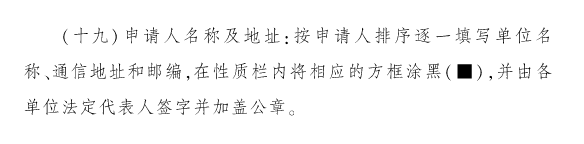 (十九)申请人名称及地址:按申请人排序逐一填写单位名
称、通信地址和邮编,在性质栏内将相应的方框涂黑(■),并由各
单位法定代表人签字并加盖公章。